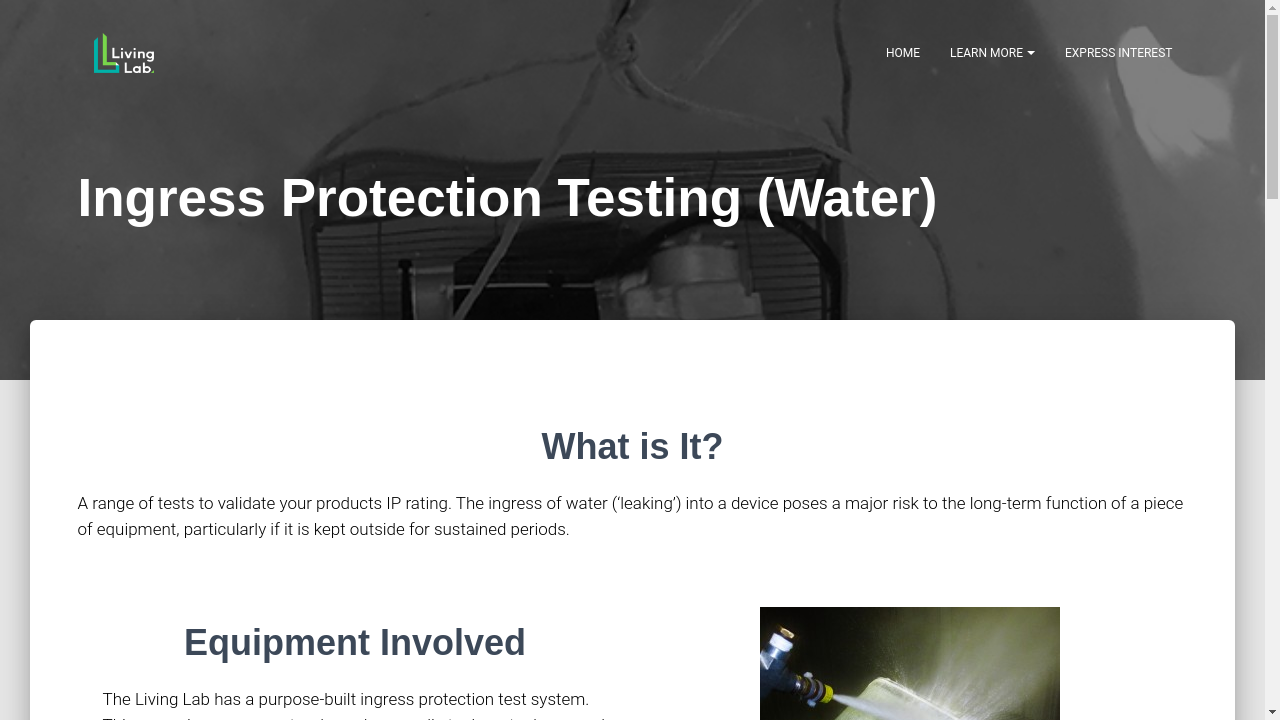 Living
Lab.
HOME
LEARN MORE
EXPRESS INTEREST
Ingress Protection Testing (Water)
What is It?
A range of tests to validate your products IP rating. The ingress of water (‘leaking’) into a device poses a major risk to the long-term function of a piece
of equipment, particularly if it is kept outside for sustained periods.
Equipment Involved
The Living Lab has a purpose-built ingress protection test system.